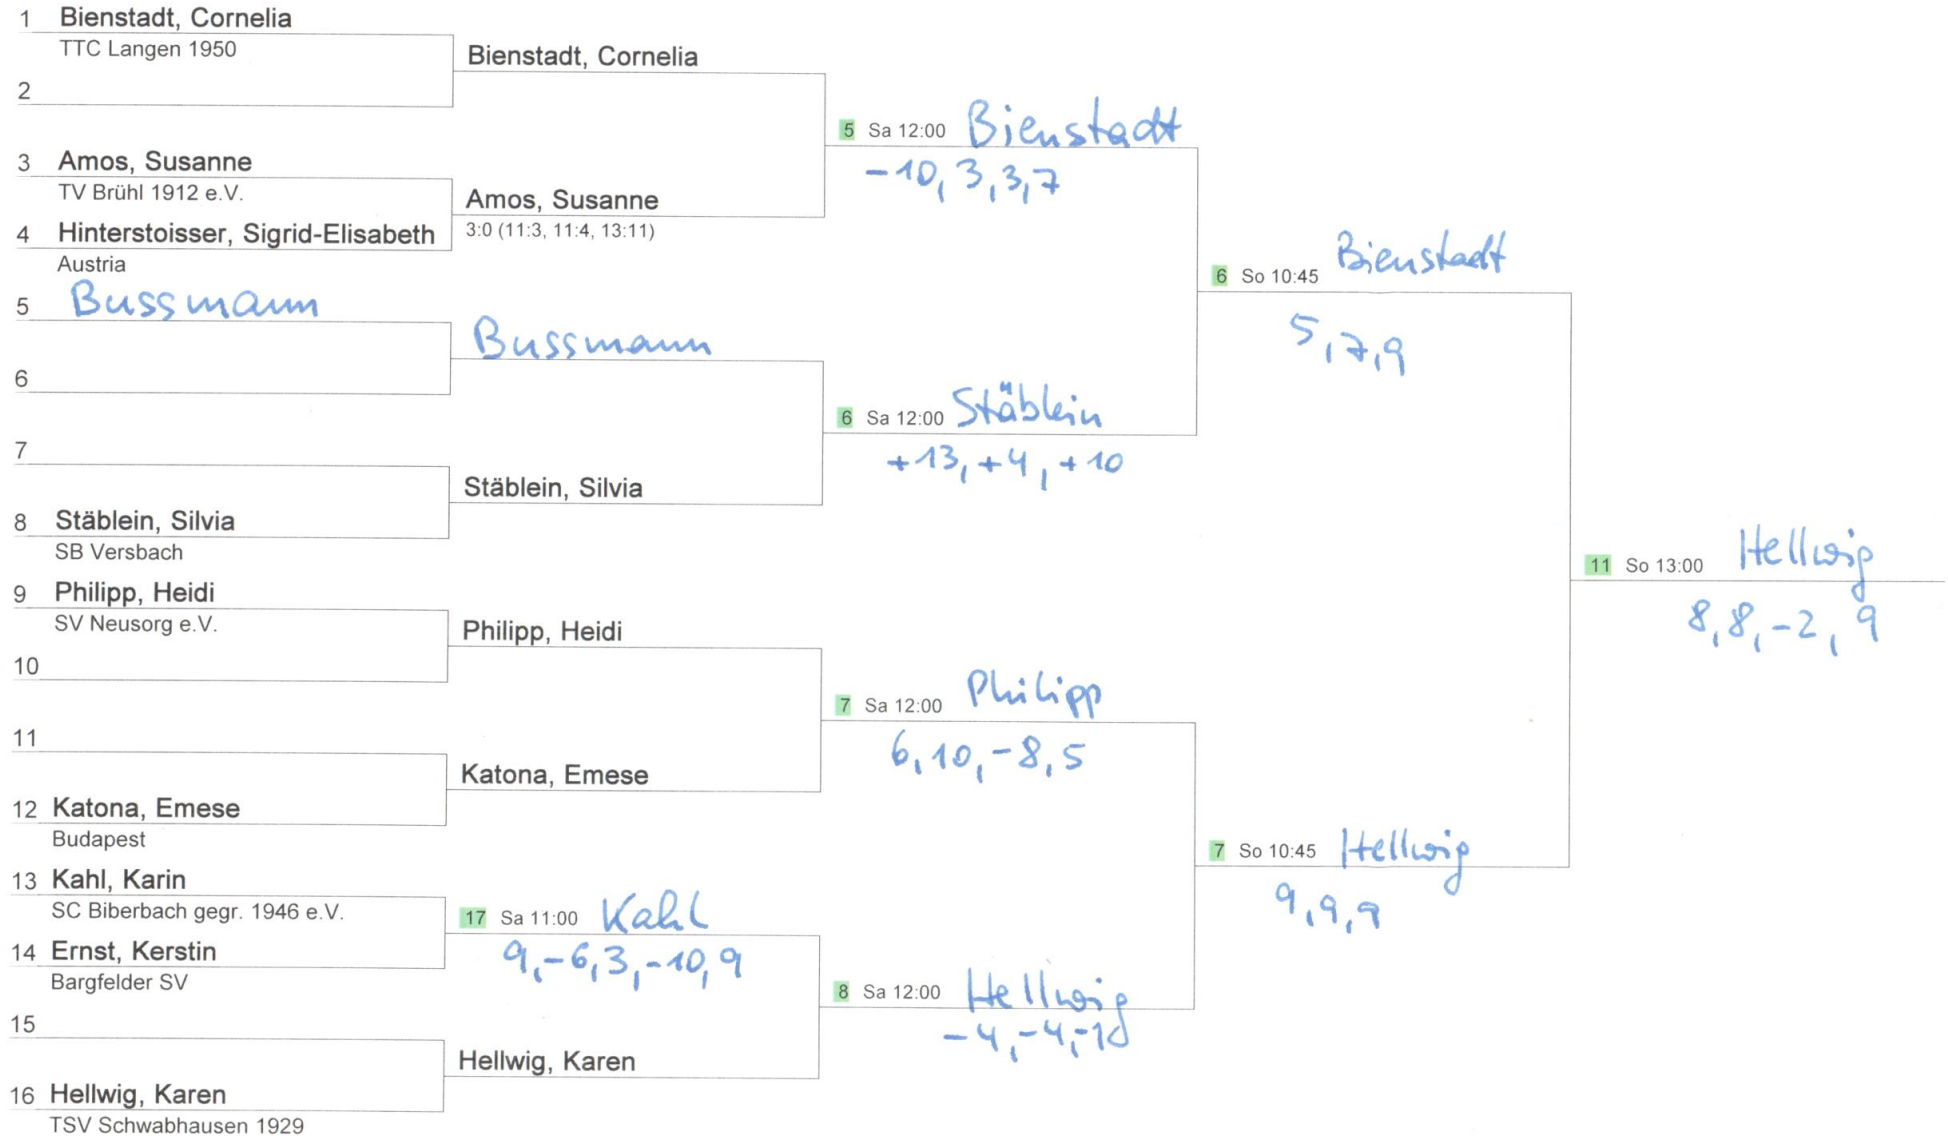 1 Bienstadt, Cornelia
TTC Langen 1950
Bienstadt, Cornelia
2
5 Sa 12:00 Bienstadt
-10, 3, 3, 7
3 Amos, Susanne
TV Brühl 1912 e.V.
Amos, Susanne
3:0 (11:3, 11:4, 13:11)
4 Hinterstoisser, Sigrid-Elisabeth
Austria
6 So 10:45 Bienstadt
5, 7, 9
5 Bussmann
Bussmann
6
6 Sa 12:00 Stäblein
+13, +4, +10
7
Stäblein, Silvia
8 Stäblein, Silvia
SB Versbach
11 So 13:00 Hellwig
8, 8, -2, 9
9 Philipp, Heidi
SV Neusorg e.V.
Philipp, Heidi
10
7 Sa 12:00 Philipp
6, 10, -8, 5
11
Katona, Emese
12 Katona, Emese
Budapest
7 So 10:45 Hellwig
9, 9, 9
13 Kahl, Karin
SC Biberbach gegr. 1946 e.V.
17 Sa 11:00 Kahl
9, -6, 3, -10, 9
14 Ernst, Kerstin
Bargfelder SV
8 Sa 12:00 Hellwig
-4, -4, -10
15
Hellwig, Karen
16 Hellwig, Karen
TSV Schwabhausen 1929